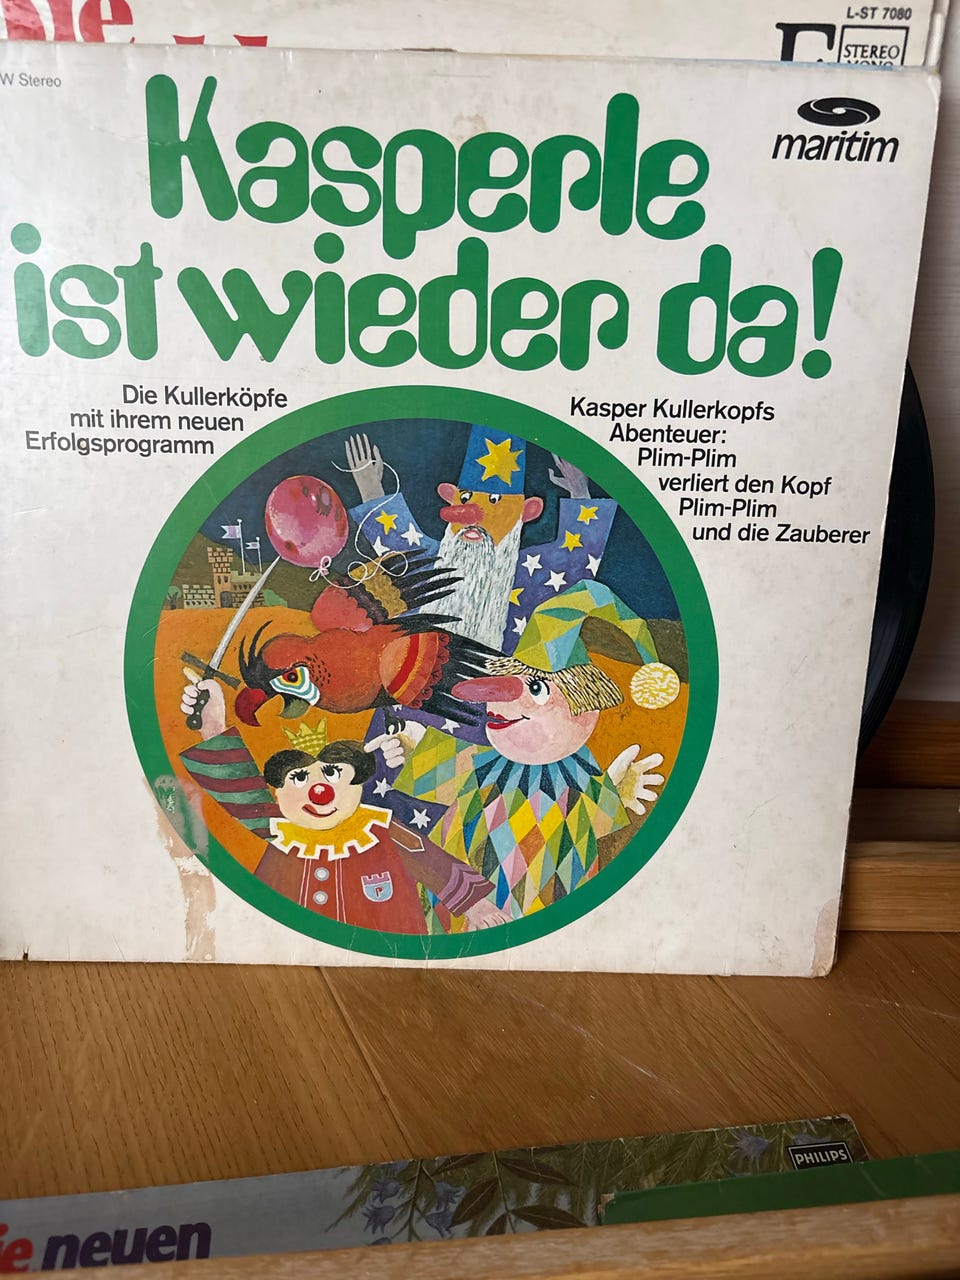 L-ST 7080
STEREO
W Stereo
maritim
Kasperle
ist wieder da!
Die Kullerköpfe
mit ihrem neuen
Erfolgsprogramm
Kasper Kullerkopfs
Abenteuer:
Plim-Plim
verliert den Kopf
Plim-Plim
und die Zauberer
P
PHILIPS
ie neuen